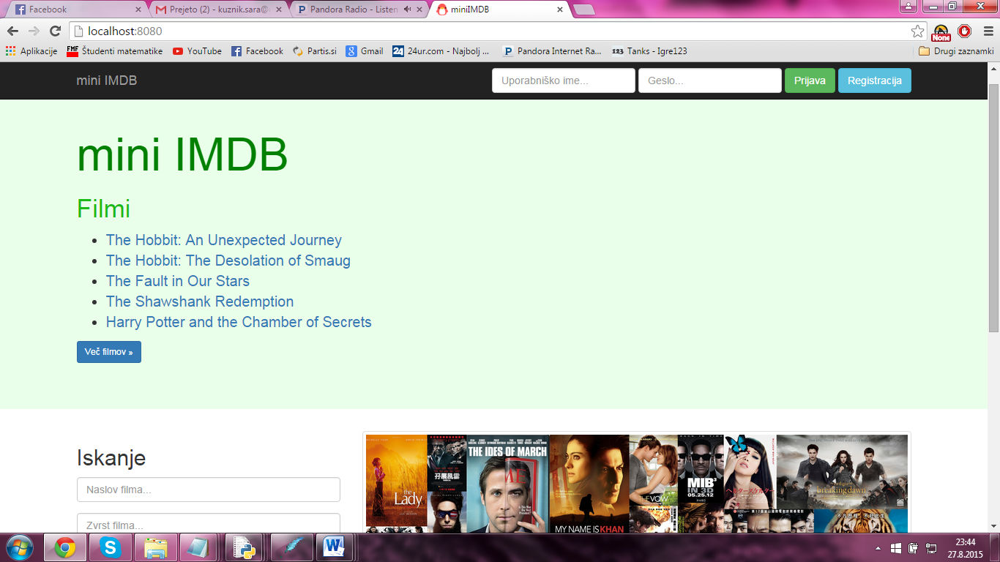 Facebook
Prejeto (2) - kuznik.sara@
Pandora Radio - Listen
miniIMDB
localhost:8080
None
Aplikacije
FMF Študenti matematike
YouTube
Facebook
Partis.si
Gmail
24 24ur.com - Najbolj ...
P Pandora Internet Ra...
123 Tanks - Igre123
Drugi zaznamki
mini IMDB
Uporabniško ime...
Geslo...
Prijava
Registracija
mini IMDB
Filmi
The Hobbit: An Unexpected Journey
The Hobbit: The Desolation of Smaug
The Fault in Our Stars
The Shawshank Redemption
Harry Potter and the Chamber of Secrets
Več filmov »
Iskanje
Naslov filma...
Zvrst filma...
the Lady
THE IDES OF MARCH
MY NAME IS KHAN
THE VOW
MIB³
IN 3D
05.25.12
breaking dawn
23:44
27.8.2015